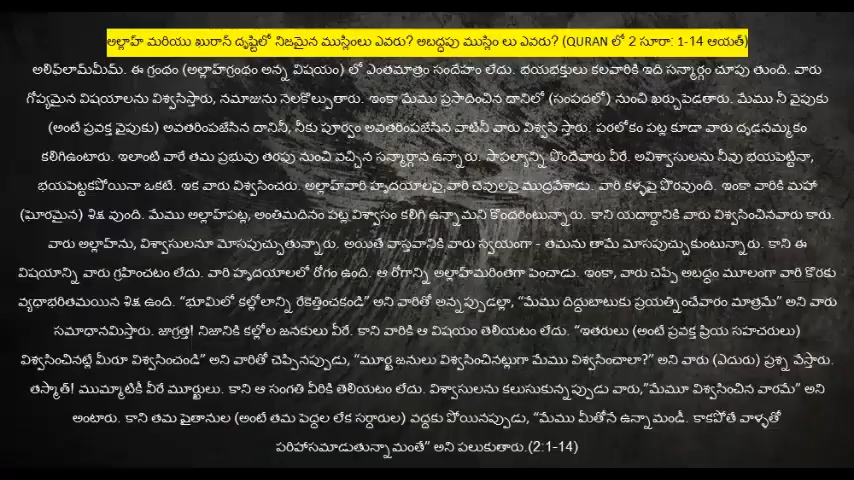 అల్లాహ్ మరియు ఖురాన్ దృష్టిలో నిజమైన ముస్లింలు ఎవరు? అబద్ధపు ముస్లిం లు ఎవరు? (QURAN లో 2 సూరా: 1-14 ఆయత్)
అలిఫ్‌లామ్‌మీమ్. ఈ గ్రంథం (అల్లాహ్‌గ్రంథం అన్న విషయం) లో ఎంతమాత్రం సందేహం లేదు. భయభక్తులు కలవారికి ఇది సన్మార్గం చూపు తుంది. వారు
గోప్యమైన విషయాలను విశ్వసిస్తారు, నమాజును నెలకొల్పుతారు. ఇంకా మేము ప్రసాదించిన దానిలో (సంపదలో) నుంచి ఖర్చుపెడతారు. మేము నీ వైపుకు
(అంటే ప్రవక్త వైపుకు) అవతరింపజేసిన దానినీ, నీకు పూర్వం అవతరింపజేసిన వాటినీ వారు విశ్వసి స్తారు. పరలోకం పట్ల కూడా వారు దృఢనమ్మకం
కలిగిఉంటారు. ఇలాంటి వారే తమ ప్రభువు తరపు నుంచి వచ్చిన సన్మార్గాన ఉన్నారు. సాఫల్యాన్ని పొందేవారు వీరే. అవిశ్వాసులను నీవు భయపెట్టినా,
భయపెట్టకపోయినా ఒకటే. ఇక వారు విశ్వసించరు. అల్లాహ్‌వారి హృదయాలపై,వారి చెవులపై ముద్రవేశాడు. వారి కళ్ళపై పొరవుంది. ఇంకా వారికి మహా
(ఘోరమైన) శిక్ష వుంది. మేము అల్లాహ్‌పట్ల, అంతిమదినం పట్ల విశ్వాసం కలిగి ఉన్నామని కొందరంటున్నారు. కాని యదార్థానికి వారు విశ్వసించినవారు కారు.
వారు అల్లాహ్‌ను, విశ్వాసులనూ మోసపుచ్చుతున్నారు. అయితే వాస్తవానికి వారు స్వయంగా - తమను తామే మోసపుచ్చుకుంటున్నారు. కాని ఈ
విషయాన్ని వారు గ్రహించటం లేదు. వారి హృదయాలలో రోగం ఉంది. ఆ రోగాన్ని అల్లాహ్‌మరింతగా పెంచాడు. ఇంకా, వారు చెప్పే అబద్ధం మూలంగా వారి కొరకు
వ్యధాభరితమయిన శిక్ష ఉంది. “భూమిలో కల్లోలాన్ని రేకెత్తించకండి” అని వారితో అన్నప్పుడల్లా, “మేము దిద్దుబాటుకు ప్రయత్నించేవారం మాత్రమే” అని వారు
సమాధానమిస్తారు. జాగ్రత్త! నిజానికి కల్లోల జనకులు వీరే. కాని వారికి ఆ విషయం తెలియటం లేదు. “ఇతరులు (అంటే ప్రవక్త ప్రియ సహచరులు)
విశ్వసించినట్లే మీరూ విశ్వసించండి” అని వారితో చెప్పినప్పుడు, “మూర్ఖ జనులు విశ్వసించినట్లుగా మేము విశ్వసించాలా?” అని వారు (ఎదురు) ప్రశ్న వేస్తారు.
తస్మాత్! ముమ్మాటికీ వీరే మూర్ఖులు. కాని ఆ సంగతి వీరికి తెలియటం లేదు. విశ్వాసులను కలుసుకున్నప్పుడు వారు,”మేమూ విశ్వసించిన వారమే” అని
అంటారు. కాని తమ షైతానుల (అంటే తమ పెద్దల లేక సర్దారుల) వద్దకు పోయినప్పుడు, “మేము మీతోనే ఉన్నామండీ. కాకపోతే వాళ్ళతో
పరిహాసమాడుతున్నామంతే” అని పలుకుతారు.(2:1-14)